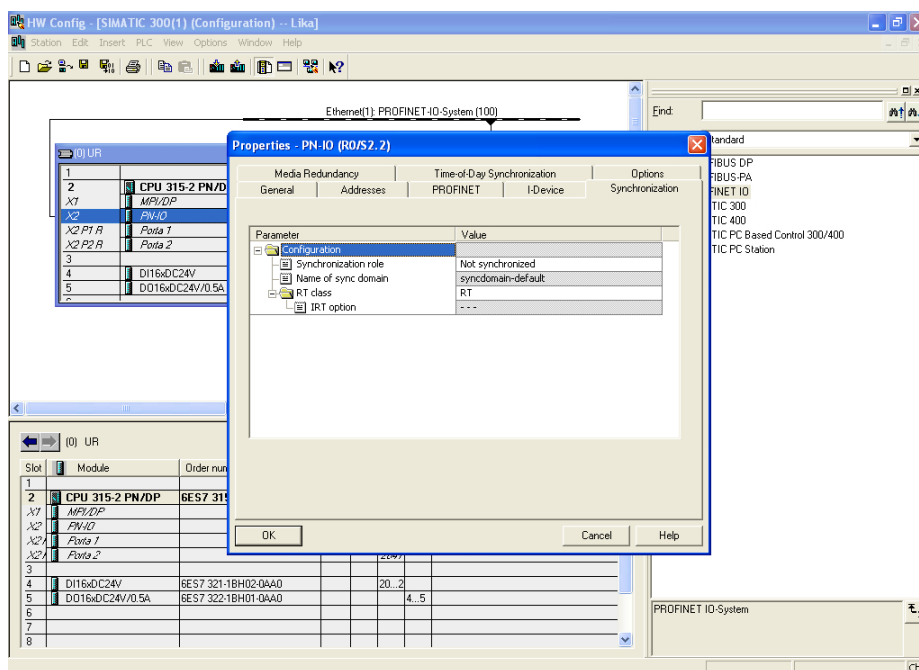 HW Config - [SIMATIC 300(1) (Configuration) -- Lika]
Station Edit Insert PLC View Options Window Help
Ethernet(1): PROFINET-IO-System (100)
(0) UR
1
2 CPU 315-2 PN/D
X1 MPI/DP
X2 PN-IO
X2 P1 R Porta 1
X2 P2 R Porta 2
3
4 DI16xDC24V
5 DO16xDC24V/0.5A
Find:
tandard
FIBUS DP
FIBUS-PA
FINET IO
TIC 300
TIC 400
TIC PC Based Control 300/400
TIC PC Station
Properties - PN-IO (R0/S2.2)
Media Redundancy Time-of-Day Synchronization Options
General Addresses PROFINET I-Device Synchronization
Parameter Value
Configuration
Synchronization role Not synchronized
Name of sync domain syncdomain-default
RT class RT
IRT option - - -
OK Cancel Help
(0) UR
Slot Module Order num
1
2 CPU 315-2 PN/DP 6ES7 315
X1 MPI/DP
X2 PN-IO
X2 Porta 1
X2 Porta 2
3
4 DI16xDC24V 6ES7 321-1BH02-0AA0 20...2
5 DO16xDC24V/0.5A 6ES7 322-1BH01-0AA0 4...5
6
7
8
PROFINET IO-System